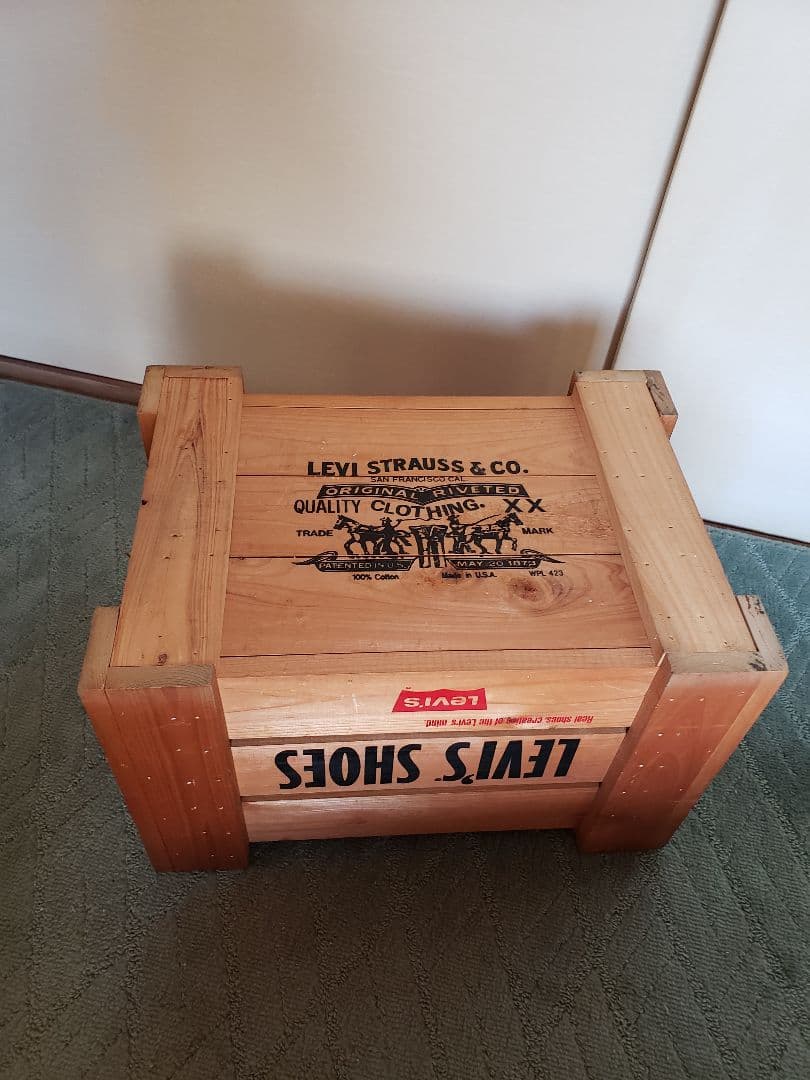 LEVI STRAUSS & CO.
SAN FRANCISCO CAL.
ORIGINAL RIVETED
QUALITY CLOTHING. XX
TRADE MARK
PATENTED IN U.S. MAY 20 1873
100% Cotton Made in U.S.A. WPL 423
LEVI'S
Real shoes, creating of the Levi's mind.
LEVI'S SHOES